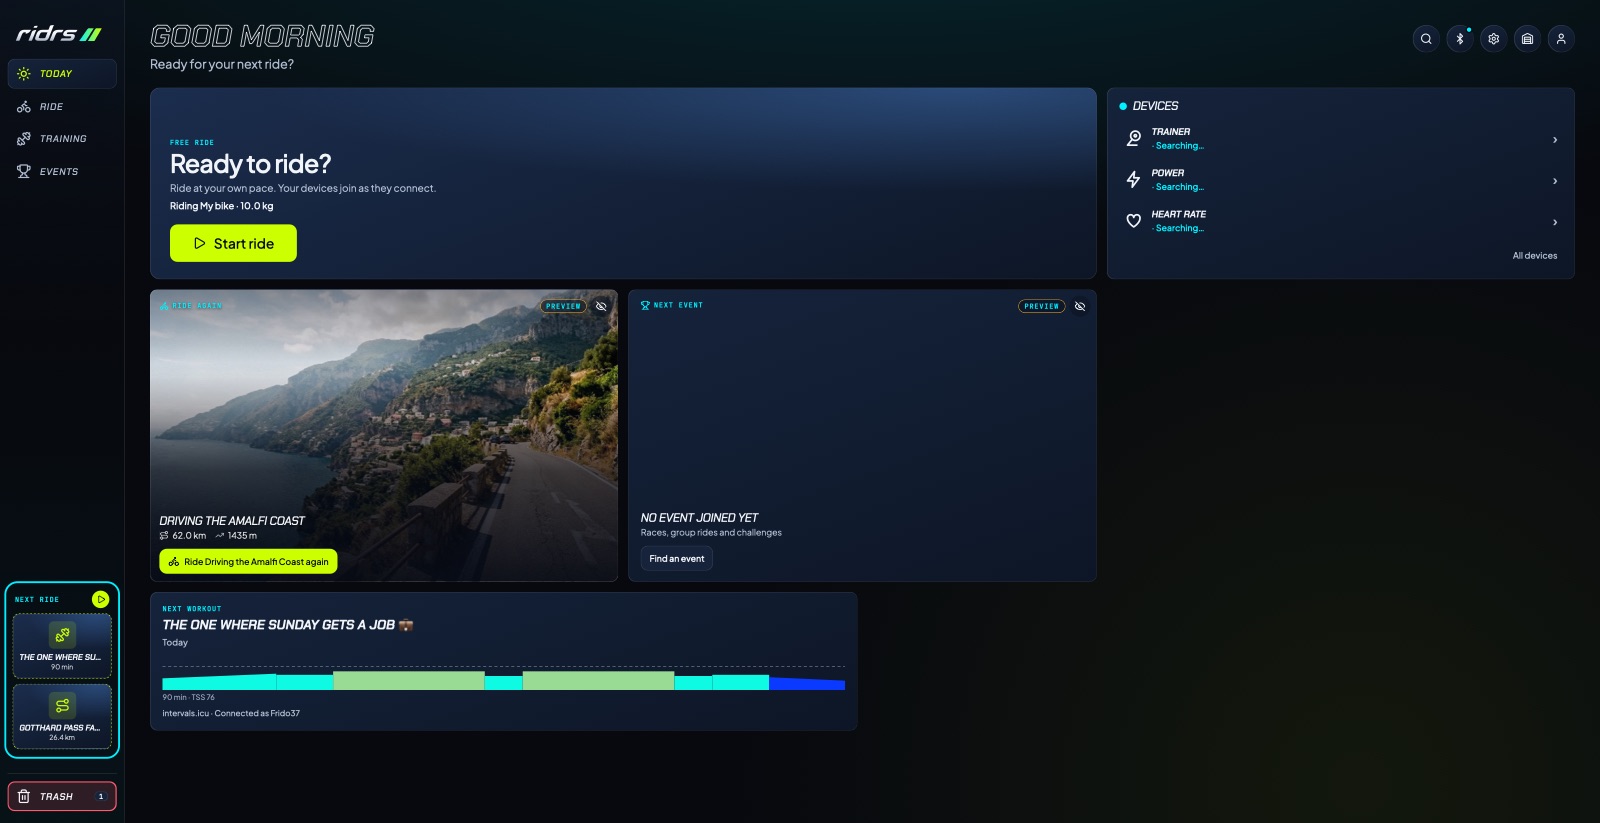 ridrs
TODAY
RIDE
TRAINING
EVENTS
GOOD MORNING
Ready for your next ride?
FREE RIDE
Ready to ride?
Ride at your own pace. Your devices join as they connect.
Riding My bike · 10.0 kg
Start ride
DEVICES
TRAINER
· Searching...
POWER
· Searching...
HEART RATE
· Searching...
All devices
RIDE AGAIN
PREVIEW
DRIVING THE AMALFI COAST
62.0 km 1435 m
Ride Driving the Amalfi Coast again
NEXT EVENT
PREVIEW
NO EVENT JOINED YET
Races, group rides and challenges
Find an event
NEXT WORKOUT
THE ONE WHERE SUNDAY GETS A JOB 💼
Today
90 min · TSS 76
intervals.icu · Connected as Frido37
NEXT RIDE
THE ONE WHERE SU...
90 min
GOTTHARD PASS FA...
26.4 km
TRASH 1